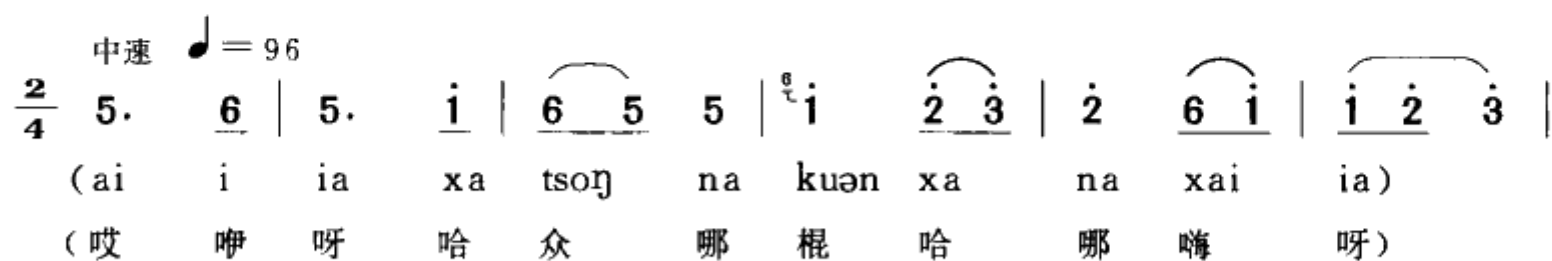 中速 ♩= 96
2/4 5. 6 | 5. i̇ | 6 5 5 | 6 i̇ 2̇ 3̇ | 2̇ 6 i̇ | i̇ 2̇ 3̇ |
(ai i ia xa tsoŋ na kuən xa na xai ia)
(哎 咿 呀 哈 众 哪 棍 哈 哪 嗨 呀)